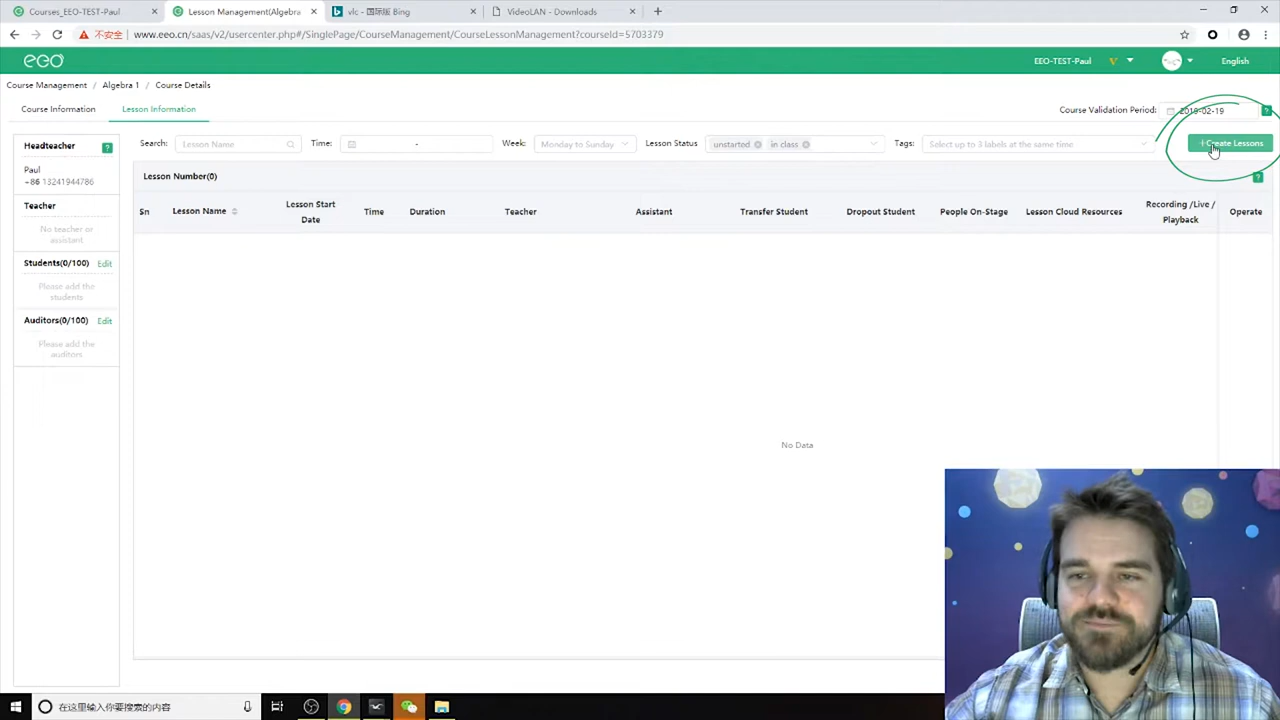 Courses_EEO-TEST-Paul
Lesson Management(Algebra
vlc - 国际版 Bing
VideoLAN - Downloads
不安全
www.eeo.cn/saas/v2/usercenter.php#/SinglePage/CourseManagement/CourseLessonManagement?courseId=5703379
eeo
EEO-TEST-Paul
English
Course Management / Algebra 1 / Course Details
Course Information
Lesson Information
Course Validation Period:
2019-02-19
?
Headteacher
?
Paul
+86 13241944786
Teacher
No teacher or
assistant
Students(0/100) Edit
Please add the
students
Auditors(0/100) Edit
Please add the
auditors
Search:
Lesson Name
Time:
-
Week:
Monday to Sunday
Lesson Status
unstarted
in class
Tags:
Select up to 3 labels at the same time
+Create Lessons
Lesson Number(0)
?
Sn
Lesson Name
Lesson Start
Date
Time
Duration
Teacher
Assistant
Transfer Student
Dropout Student
People On-Stage
Lesson Cloud Resources
Recording /Live /
Playback
Operate
No Data
在这里输入你要搜索的内容